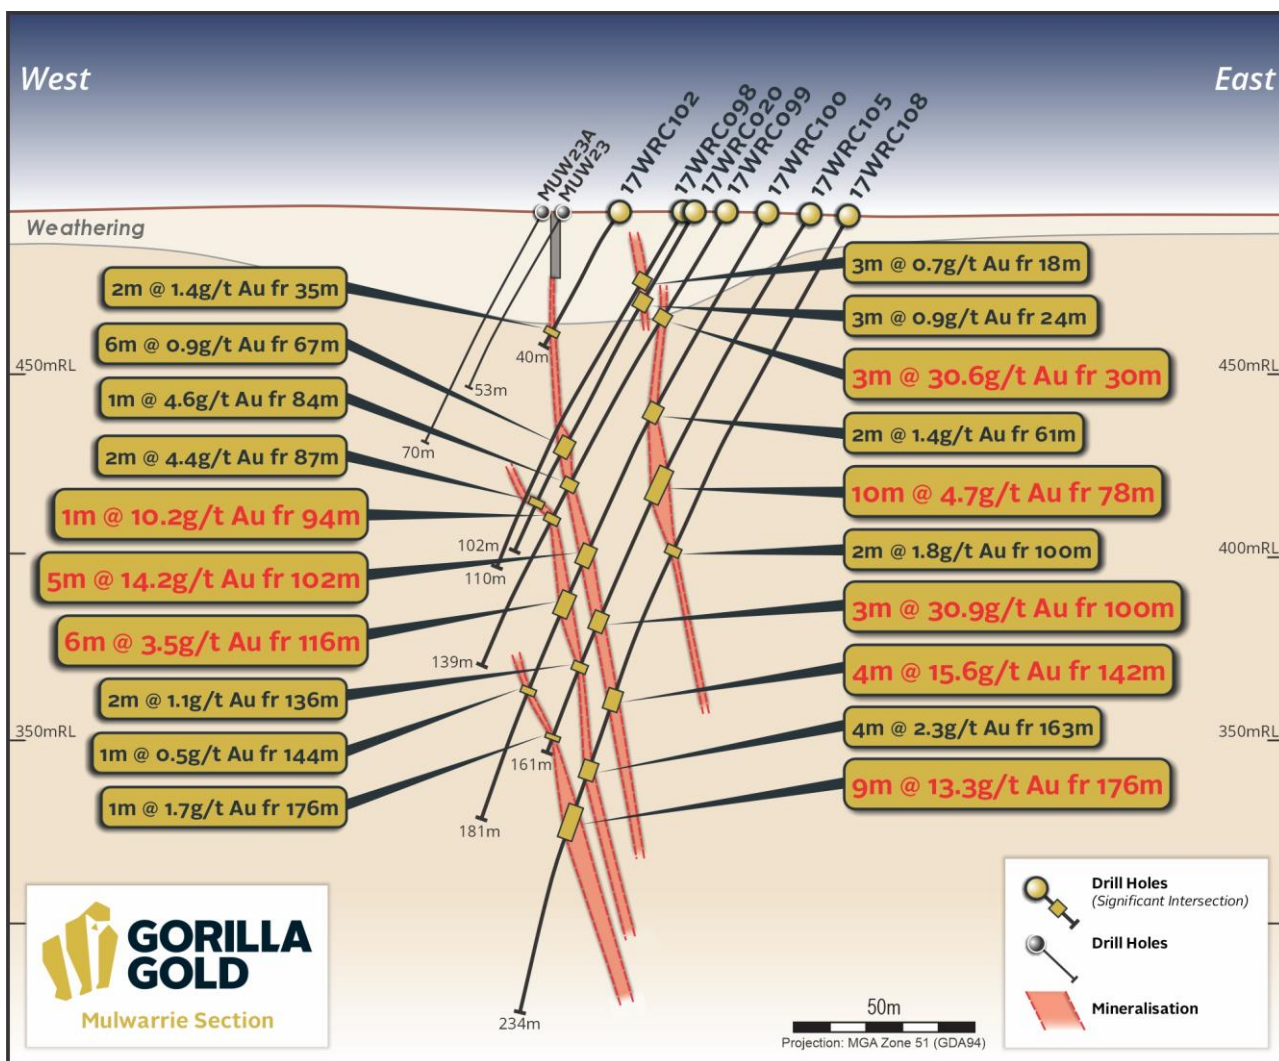 West
East
MUW23A
MUW23
17WRC102
17WRC098
17WRC020
17WRC099
17WRC100
17WRC105
17WRC108
Weathering
2m @ 1.4g/t Au fr 35m
6m @ 0.9g/t Au fr 67m
1m @ 4.6g/t Au fr 84m
2m @ 4.4g/t Au fr 87m
1m @ 10.2g/t Au fr 94m
5m @ 14.2g/t Au fr 102m
6m @ 3.5g/t Au fr 116m
2m @ 1.1g/t Au fr 136m
1m @ 0.5g/t Au fr 144m
1m @ 1.7g/t Au fr 176m
3m @ 0.7g/t Au fr 18m
3m @ 0.9g/t Au fr 24m
3m @ 30.6g/t Au fr 30m
2m @ 1.4g/t Au fr 61m
10m @ 4.7g/t Au fr 78m
2m @ 1.8g/t Au fr 100m
3m @ 30.9g/t Au fr 100m
4m @ 15.6g/t Au fr 142m
4m @ 2.3g/t Au fr 163m
9m @ 13.3g/t Au fr 176m
450mRL
350mRL
450mRL
400mRL
350mRL
40m
53m
70m
102m
110m
139m
161m
181m
234m
GORILLA
GOLD
Mulwarrie Section
50m
Projection: MGA Zone 51 (GDA94)
Drill Holes
(Significant Intersection)
Drill Holes
Mineralisation